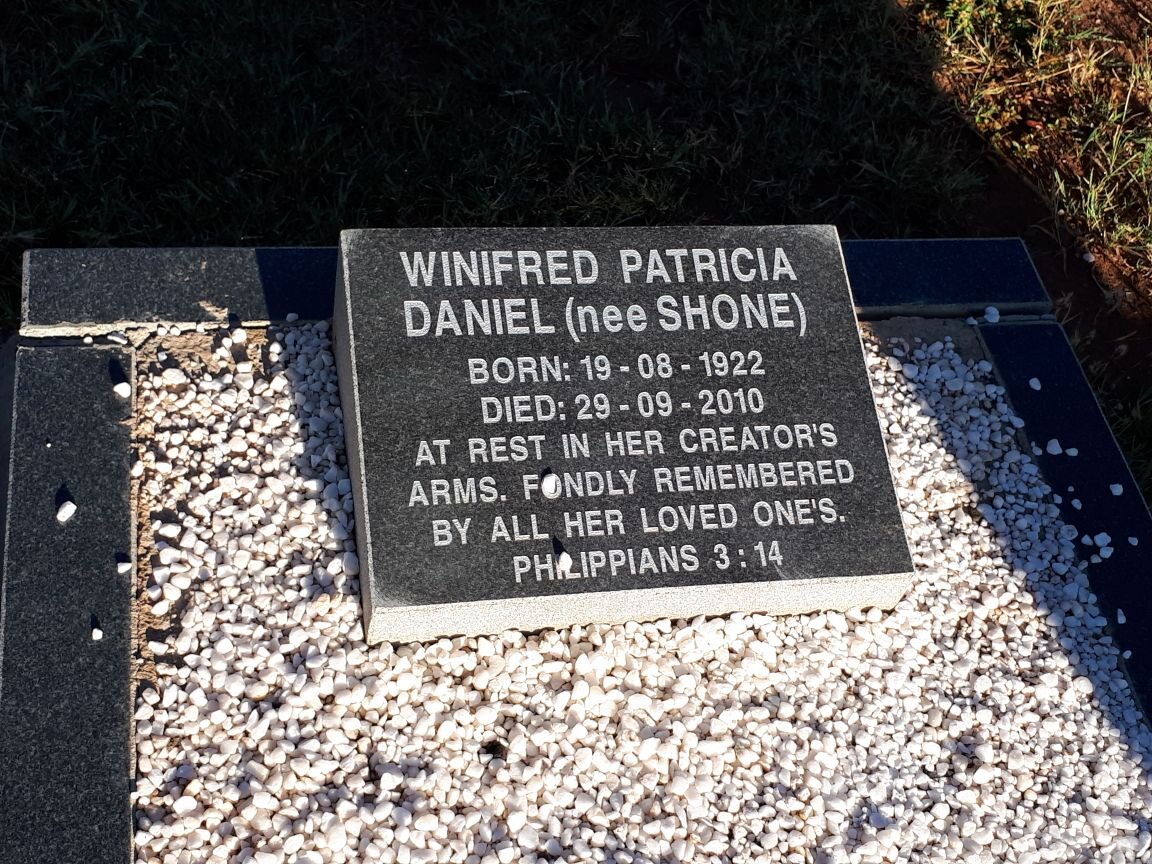 WINIFRED PATRICIA
DANIEL (nee SHONE)
BORN: 19 - 08 - 1922
DIED: 29 - 09 - 2010
AT REST IN HER CREATOR'S
ARMS. FONDLY REMEMBERED
BY ALL HER LOVED ONE'S.
PHILIPPIANS 3 : 14